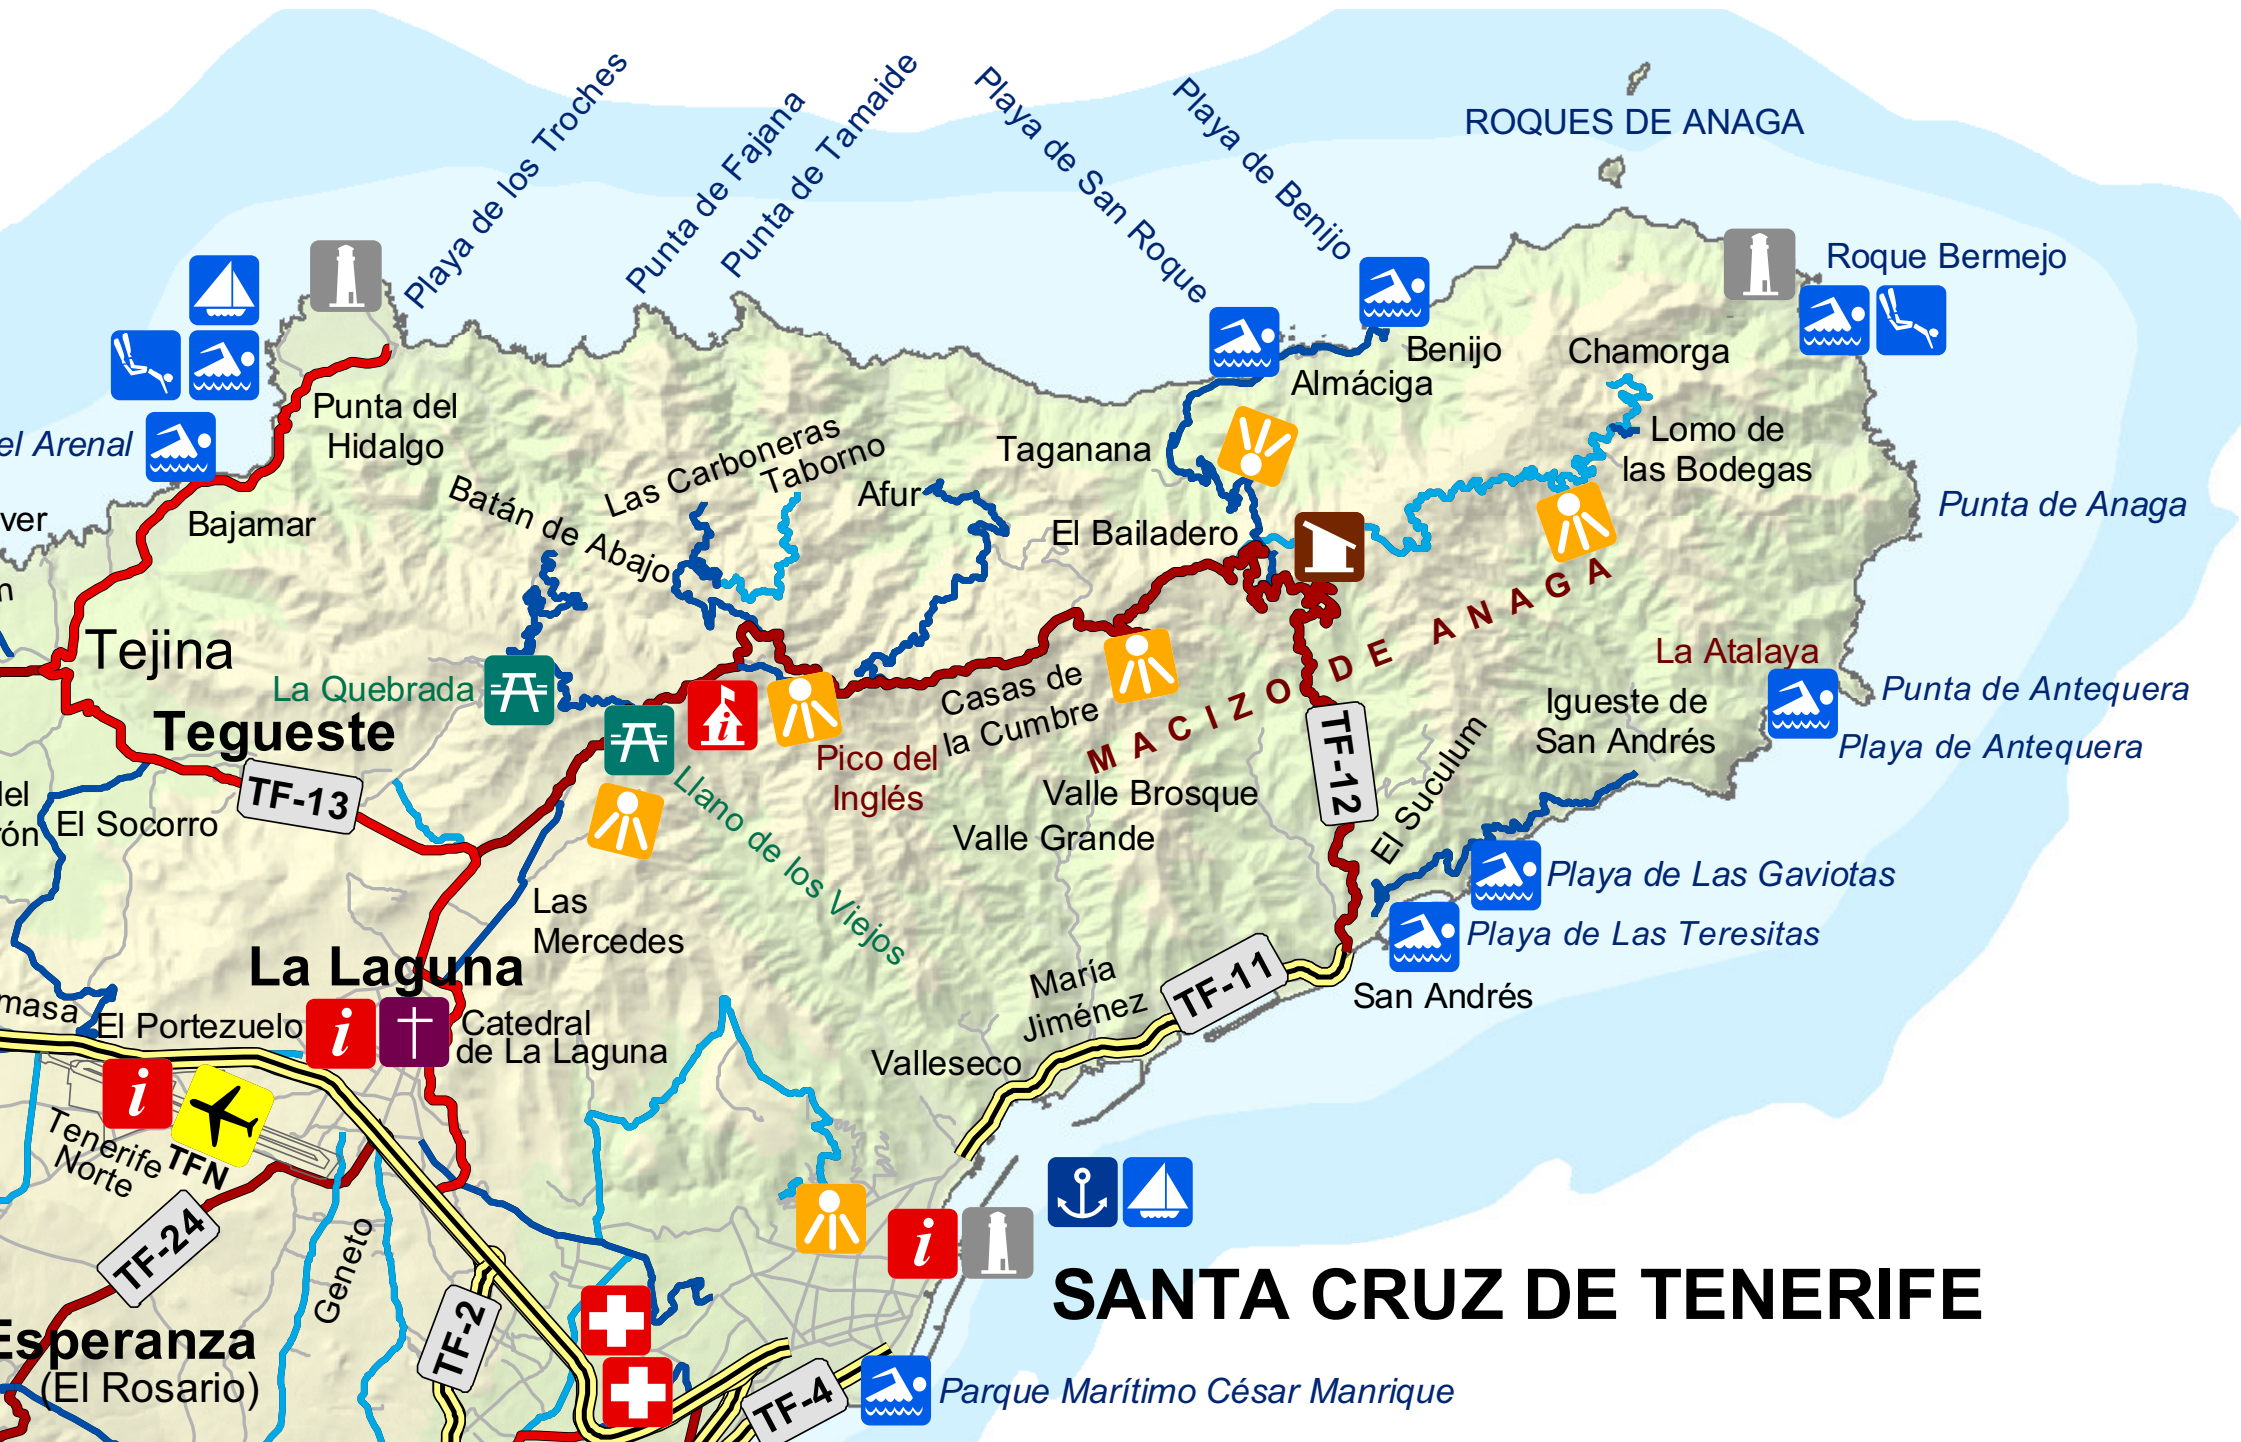 Playa de los Troches
Punta de Fajana
Punta de Tamaide
Playa de San Roque
Playa de Benijo
ROQUES DE ANAGA
Roque Bermejo
Benijo
Almáciga
Chamorga
Punta del
Hidalgo
el Arenal
Las Carboneras
Taborno
Taganana
Lomo de
las Bodegas
Batán de Abajo
Afur
Punta de Anaga
ver
Bajamar
El Bailadero
n
MACIZO DE ANAGA
Tejina
La Quebrada
Tegueste
Casas de
la Cumbre
La Atalaya
Punta de Antequera
Igueste de
San Andrés
Playa de Antequera
TF-12
Pico del
Inglés
Llano de los Viejos
Valle Brosque
Valle Grande
El Suculum
TF-13
del
rón
El Socorro
Playa de Las Gaviotas
Las
Mercedes
Playa de Las Teresitas
La Laguna
María
Jiménez
TF-11
San Andrés
masa
El Portezuelo
i
Catedral
de La Laguna
Valleseco
i
Tenerife
Norte
TFN
TF-24
Geneto
i
i
SANTA CRUZ DE TENERIFE
TF-2
Esperanza
(El Rosario)
TF-4
Parque Marítimo César Manrique